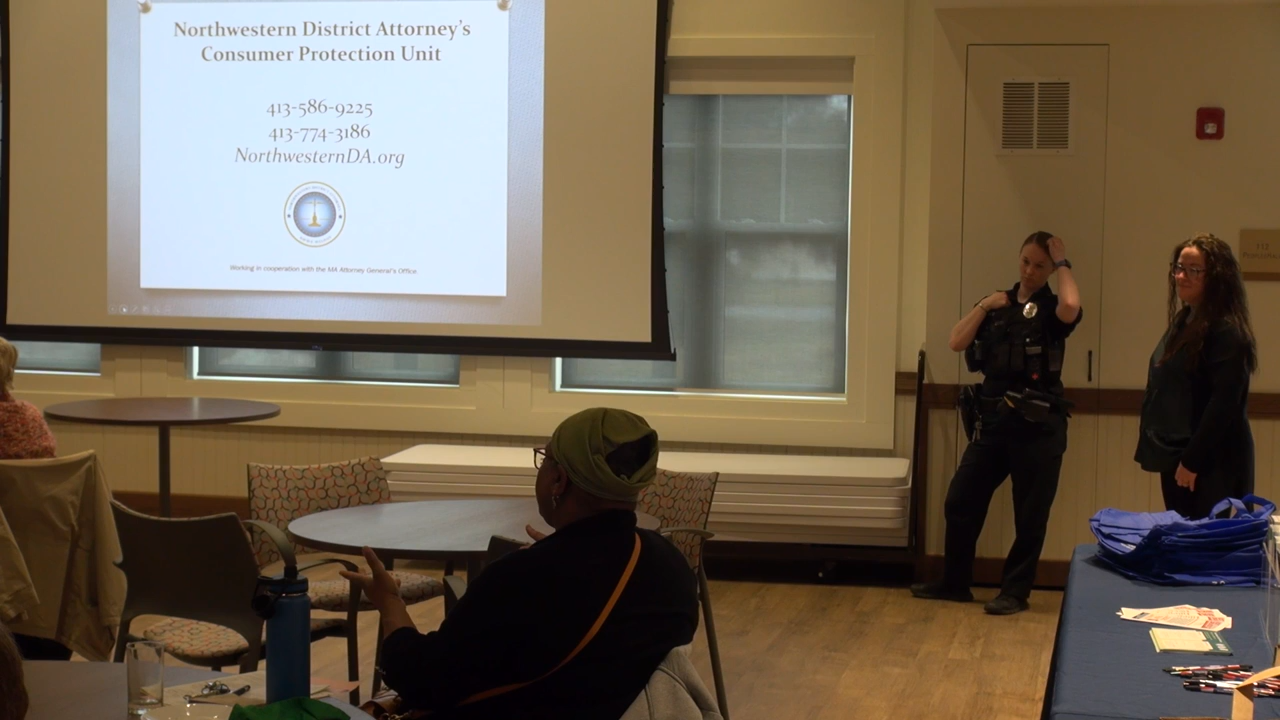 Northwestern District Attorney's
Consumer Protection Unit
413-586-9225
413-774-3186
NorthwesternDA.org
Working in cooperation with the MA Attorney General's Office